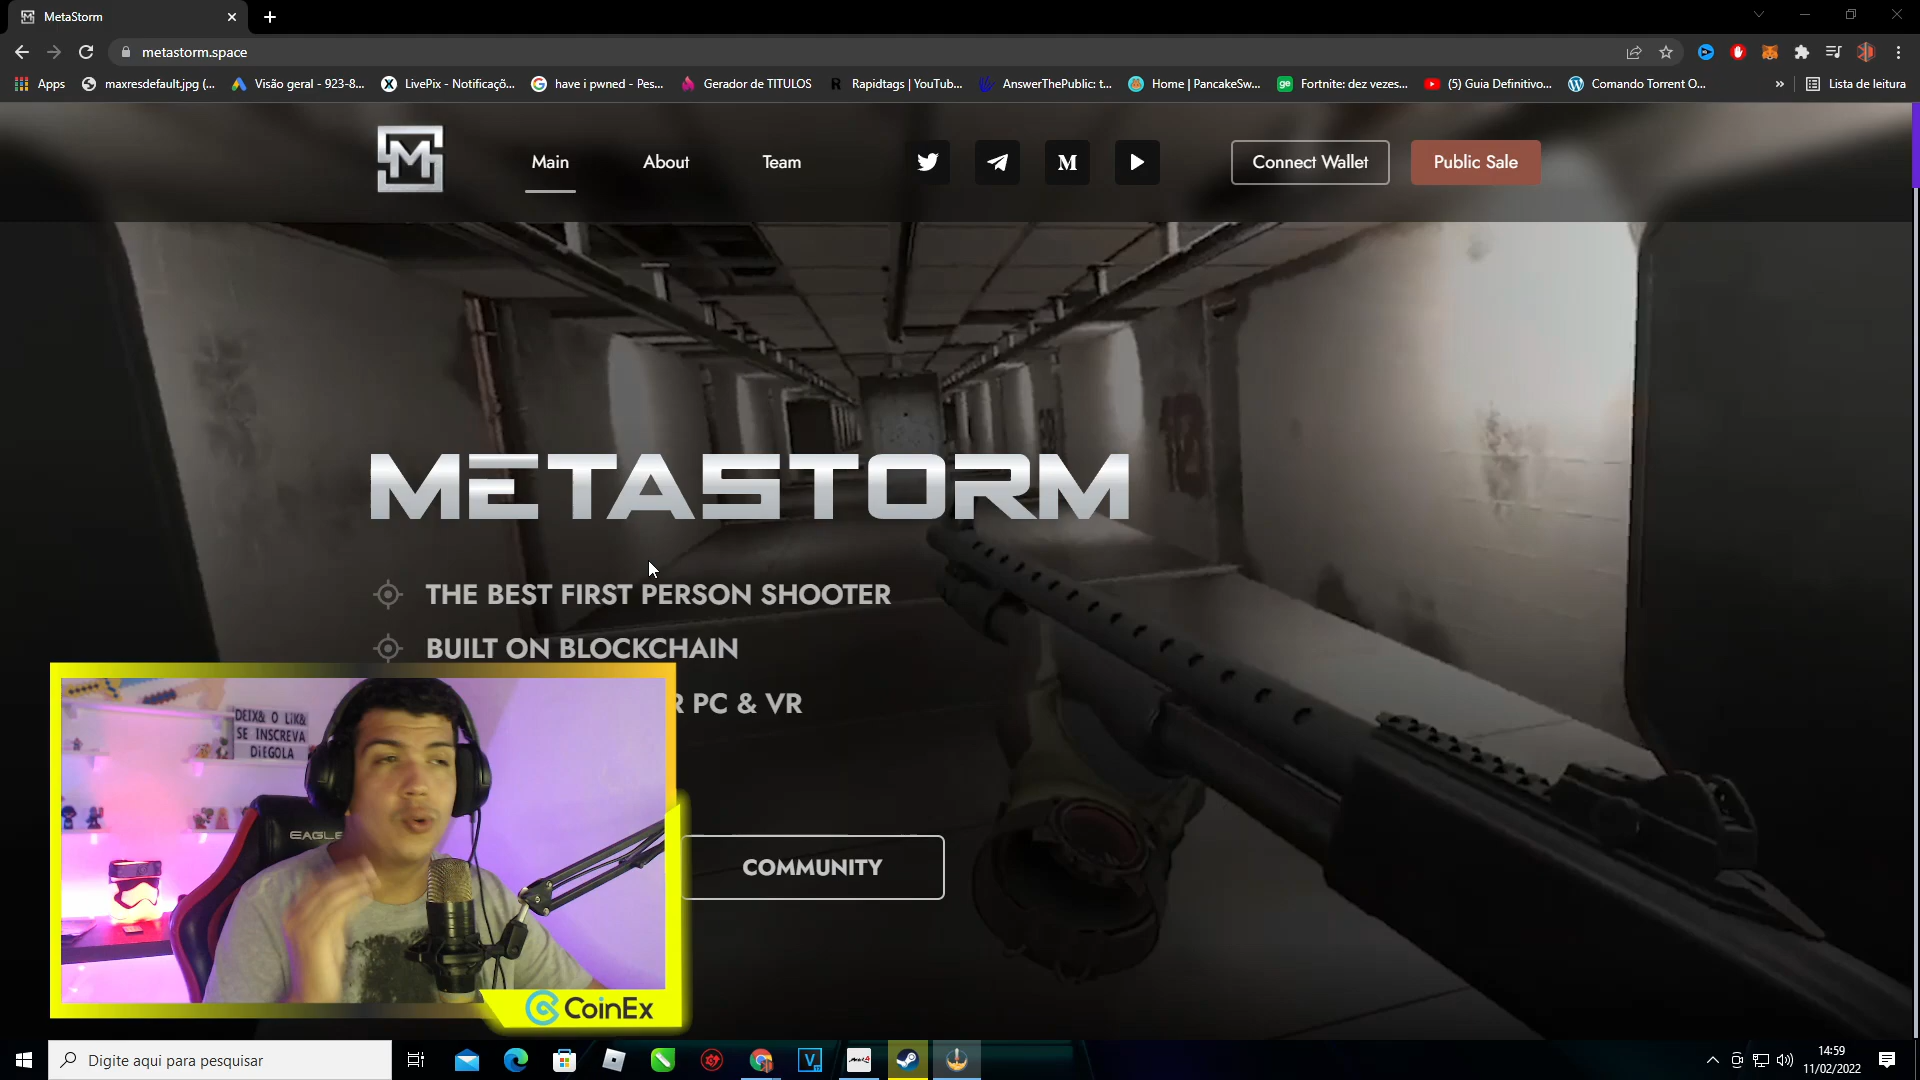 MetaStorm
metastorm.space
Apps
maxresdefault.jpg (...
Visão geral - 923-8...
LivePix - Notificaçõ...
have i pwned - Pes...
Gerador de TITULOS
Rapidtags | YouTub...
AnswerThePublic: t...
Home | PancakeSw...
Fortnite: dez vezes...
(5) Guia Definitivo...
Comando Torrent O...
»
Lista de leitura
Main
About
Team
Connect Wallet
Public Sale
METASTORM
THE BEST FIRST PERSON SHOOTER
BUILT ON BLOCKCHAIN
R PC & VR
DEIX& O LiK&
SE INSCREVA
DiEGOLA
EAGLE
COMMUNITY
CoinEx
Digite aqui para pesquisar
14:59
11/02/2022